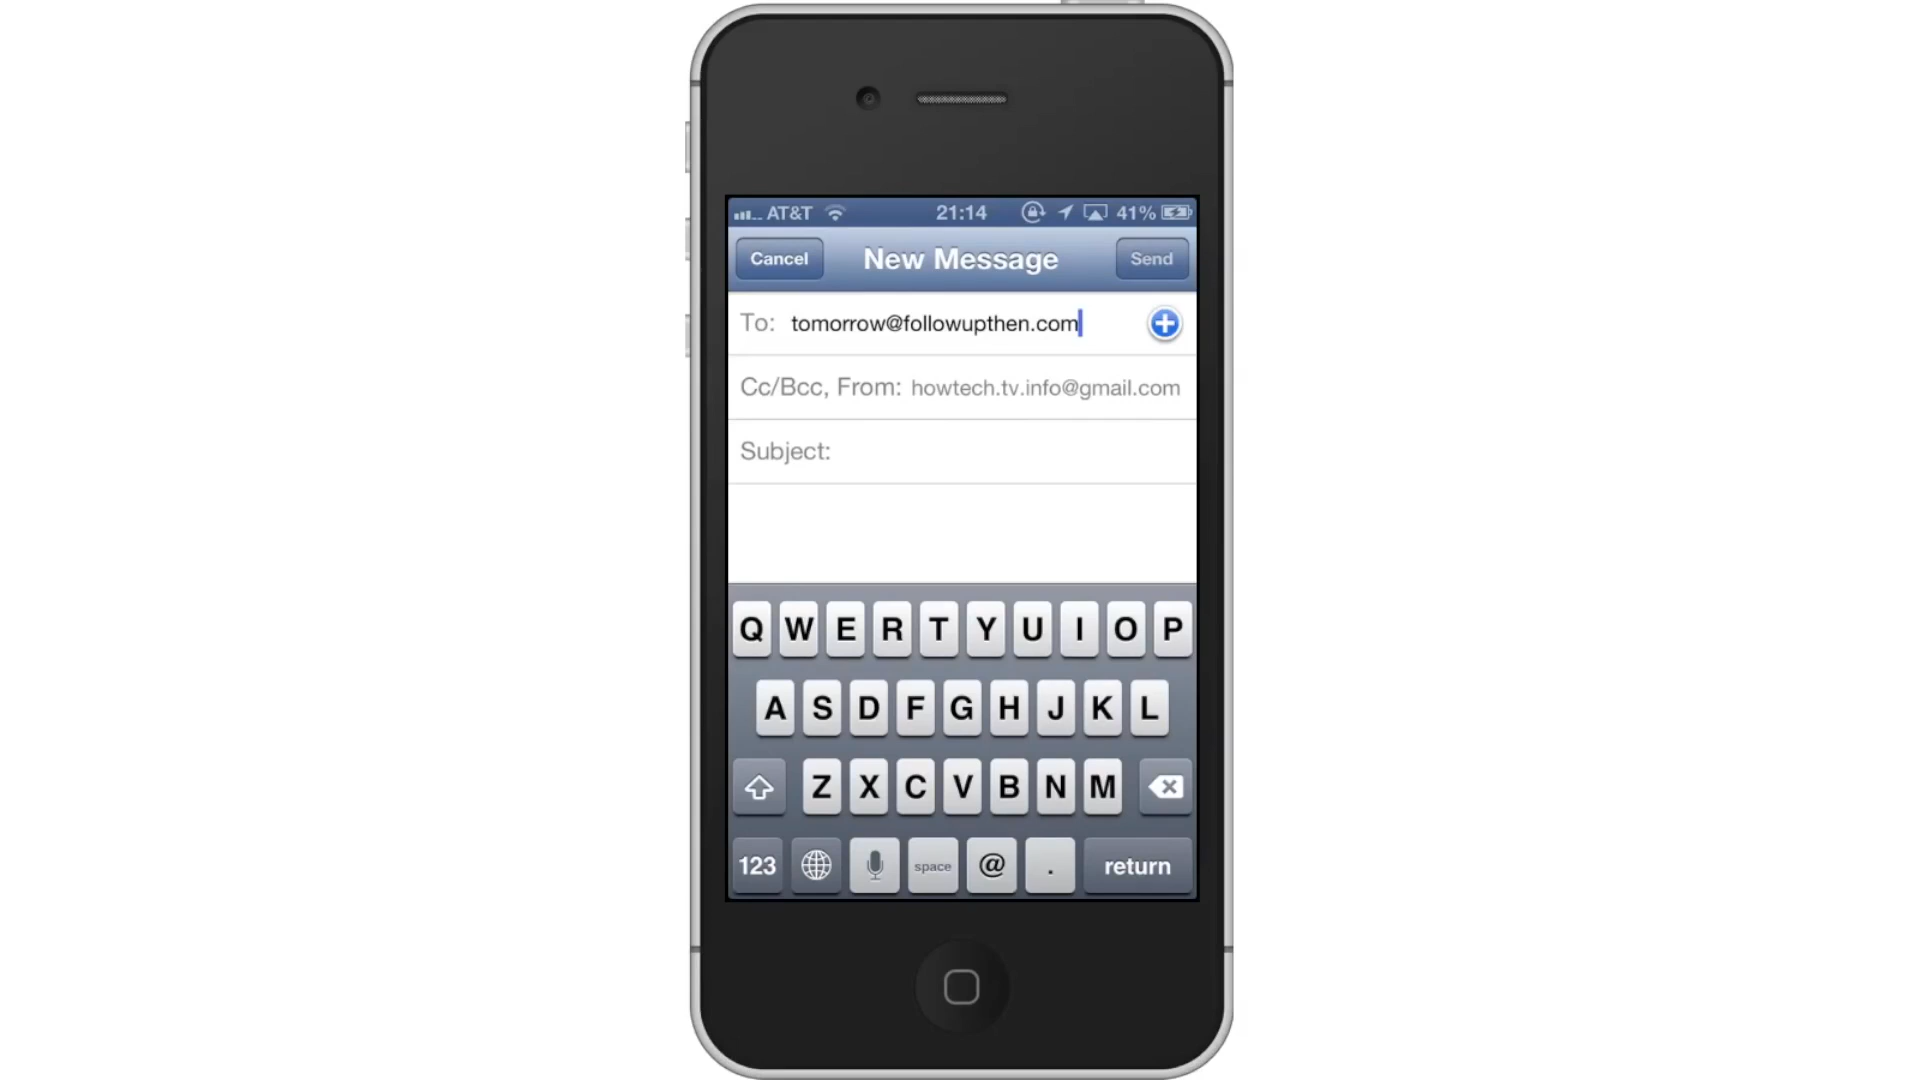 AT&T 21:14 41%
Cancel New Message Send
To: tomorrow@followupthen.com
Cc/Bcc, From: howtech.tv.info@gmail.com
Subject:
Q W E R T Y U I O P
A S D F G H J K L
Z X C V B N M
123 space @ . return